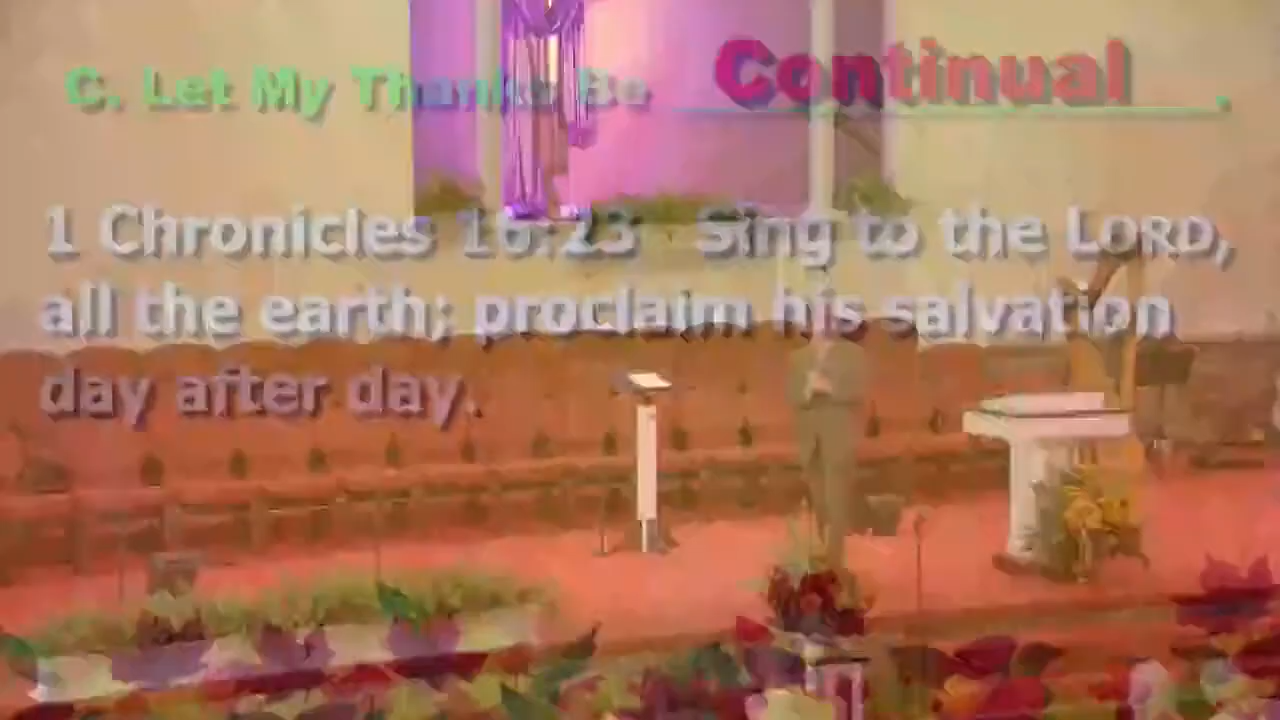 C. Let My Thanks Be Continual.
1 Chronicles 16:23 Sing to the LORD,
all the earth; proclaim his salvation
day after day.